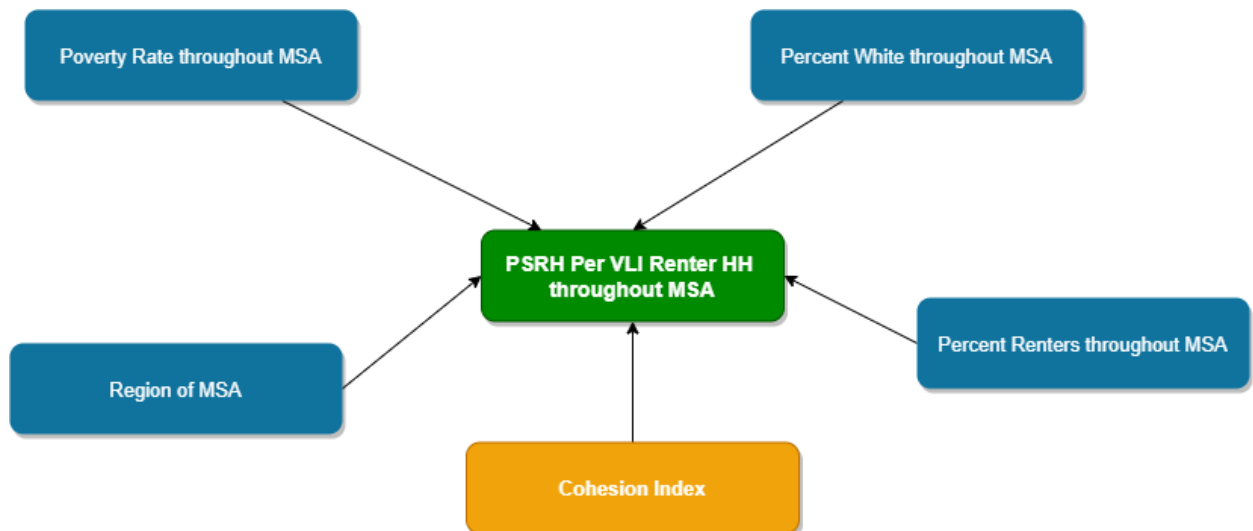 Poverty Rate throughout MSA
Percent White throughout MSA
PSRH Per VLI Renter HH
throughout MSA
Percent Renters throughout MSA
Region of MSA
Cohesion Index